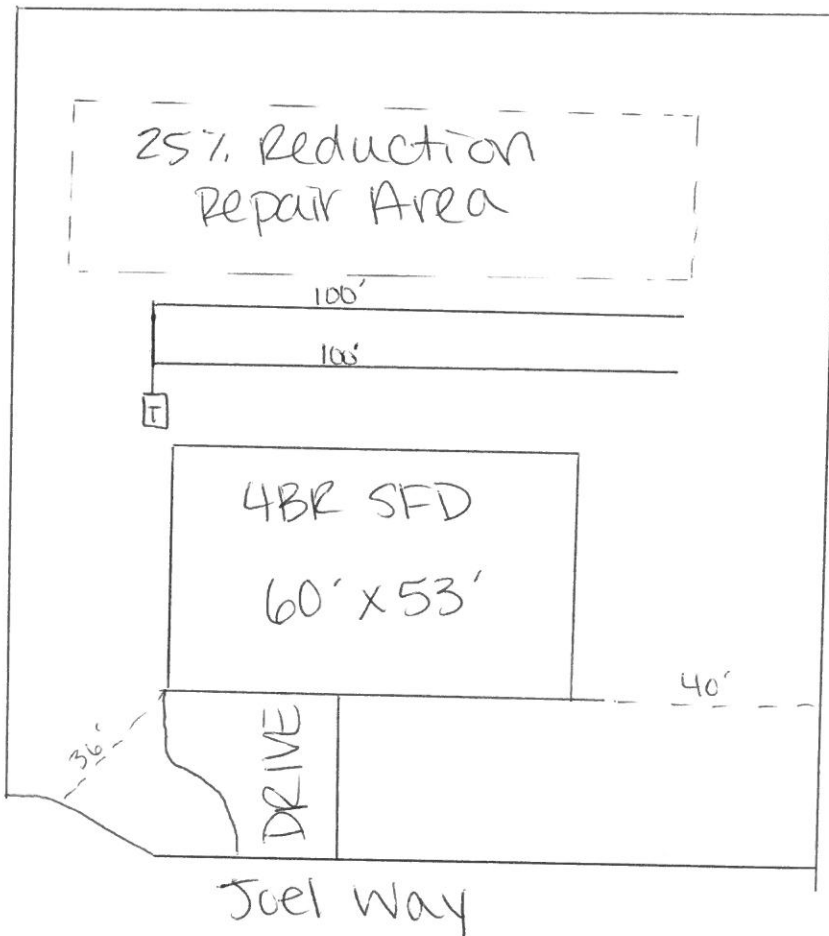 25% Reduction
Repair Area
100'
100'
T
4BR SFD
60' x 53'
40'
36'
DRIVE
Joel Way